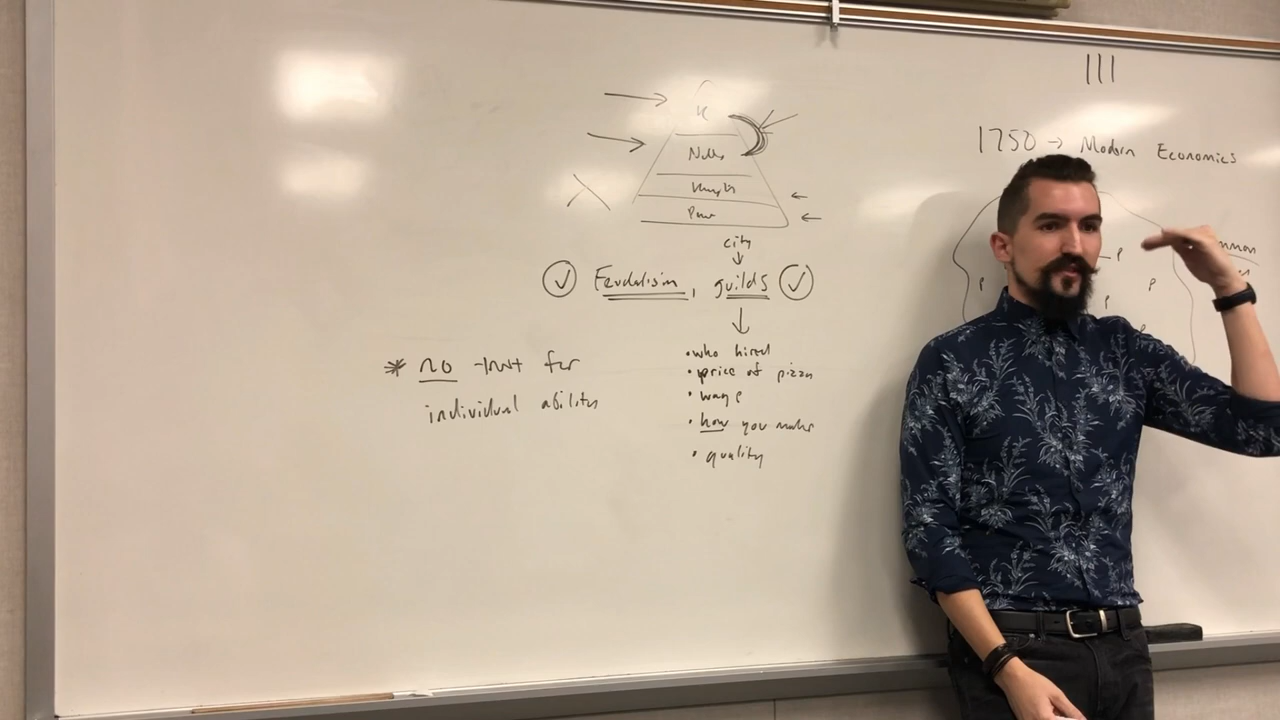 K
Nobles
Knights
Poor
city
Feudalism, guilds
• who hired
• price of pizza
• wage
• how you make
• quality
* no trust for
individual ability
III
1750 → Modern Economics
P
P
P
P